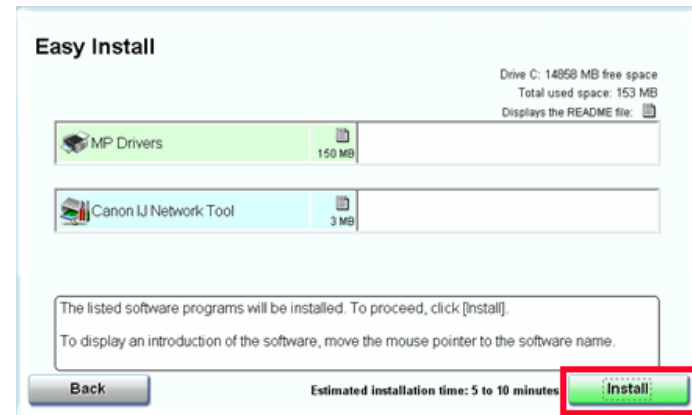 Easy Install
Drive C: 14858 MB free space
Total used space: 153 MB
Displays the README file:
MP Drivers
150 MB
Canon IJ Network Tool
3 MB
The listed software programs will be installed. To proceed, click [Install].
To display an introduction of the software, move the mouse pointer to the software name.
Back
Estimated installation time: 5 to 10 minutes
Install